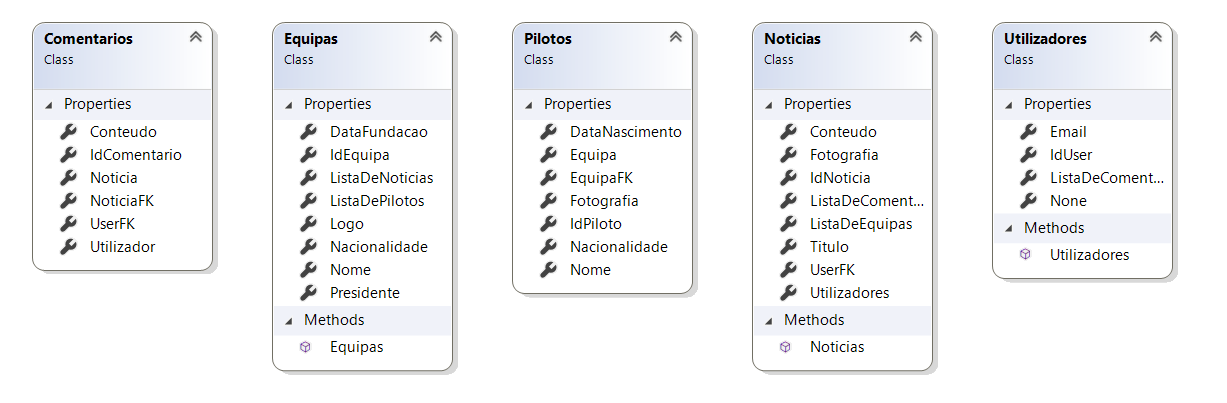 Comentarios
Class
Properties
Conteudo
IdComentario
Noticia
NoticiaFK
UserFK
Utilizador
Equipas
Class
Properties
DataFundacao
IdEquipa
ListaDeNoticias
ListaDePilotos
Logo
Nacionalidade
Nome
Presidente
Methods
Equipas
Pilotos
Class
Properties
DataNascimento
Equipa
EquipaFK
Fotografia
IdPiloto
Nacionalidade
Nome
Noticias
Class
Properties
Conteudo
Fotografia
IdNoticia
ListaDeComent...
ListaDeEquipas
Titulo
UserFK
Utilizadores
Methods
Noticias
Utilizadores
Class
Properties
Email
IdUser
ListaDeComent...
None
Methods
Utilizadores